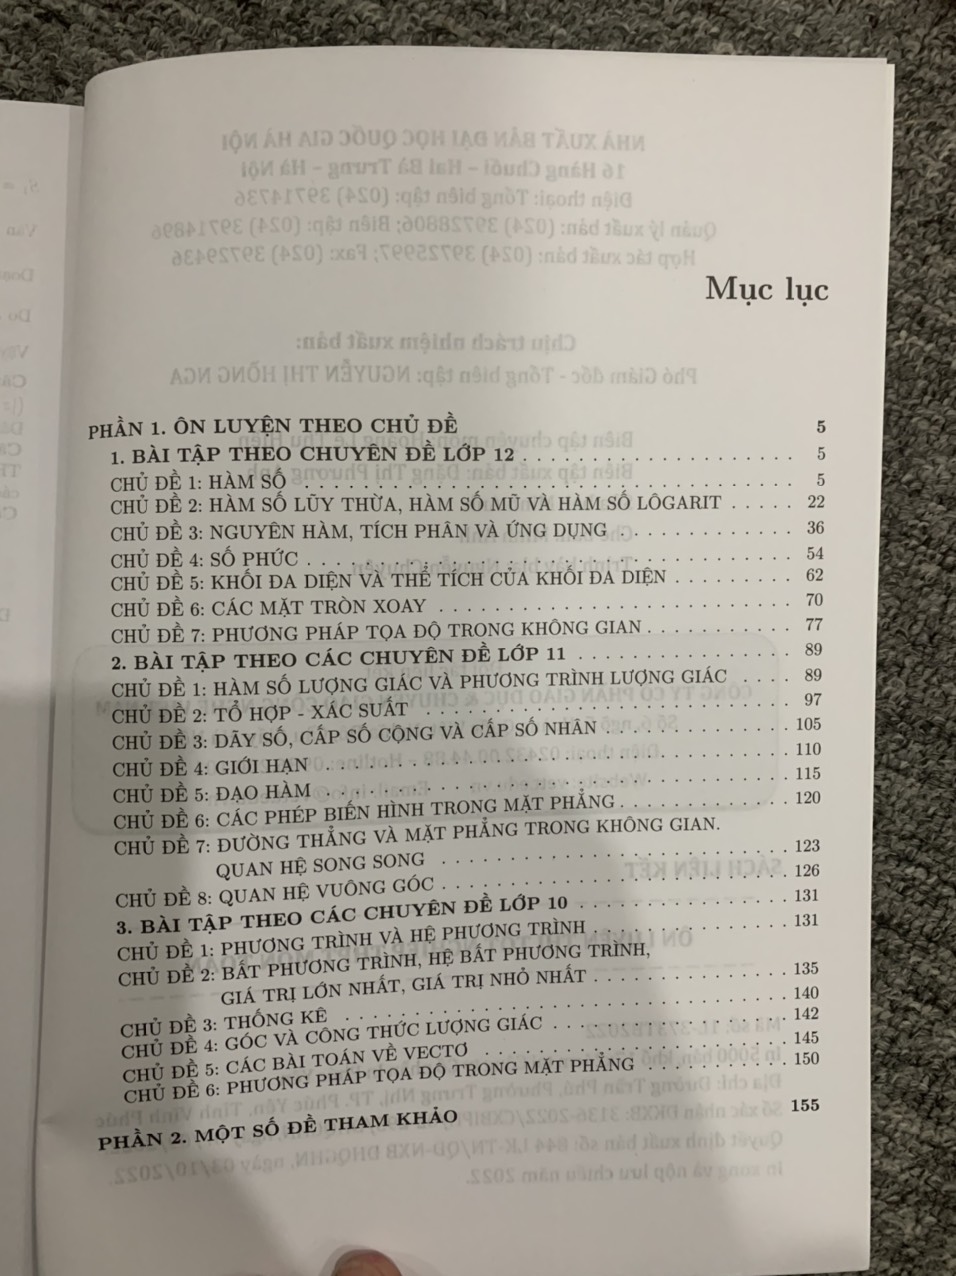 Mục lục
PHẦN 1. ÔN LUYỆN THEO CHỦ ĐỀ 5
1. BÀI TẬP THEO CHUYÊN ĐỀ LỚP 12 . . . . . . . . . . . . . . . . . . . . 5
CHỦ ĐỀ 1: HÀM SỐ . . . . . . . . . . . . . . . . . . . . 5
CHỦ ĐỀ 2: HÀM SỐ LŨY THỪA, HÀM SỐ MŨ VÀ HÀM SỐ LÔGARIT . . . . . 22
CHỦ ĐỀ 3: NGUYÊN HÀM, TÍCH PHÂN VÀ ỨNG DỤNG . . . . . . . . . . . . 36
CHỦ ĐỀ 4: SỐ PHỨC . . . . . . . . . . . . . . . . . . . . 54
CHỦ ĐỀ 5: KHỐI ĐA DIỆN VÀ THỂ TÍCH CỦA KHỐI ĐA DIỆN . . . . . . . . . 62
CHỦ ĐỀ 6: CÁC MẶT TRÒN XOAY . . . . . . . . . . . . . . . . . . . . 70
CHỦ ĐỀ 7: PHƯƠNG PHÁP TỌA ĐỘ TRONG KHÔNG GIAN . . . . . . . . . . 77
2. BÀI TẬP THEO CÁC CHUYÊN ĐỀ LỚP 11 . . . . . . . . . . . . . . . . 89
CHỦ ĐỀ 1: HÀM SỐ LƯỢNG GIÁC VÀ PHƯƠNG TRÌNH LƯỢNG GIÁC . . . . 89
CHỦ ĐỀ 2: TỔ HỢP - XÁC SUẤT . . . . . . . . . . . . . . . . . . . . 97
CHỦ ĐỀ 3: DÃY SỐ, CẤP SỐ CỘNG VÀ CẤP SỐ NHÂN . . . . . . . . . . . . . 105
CHỦ ĐỀ 4: GIỚI HẠN . . . . . . . . . . . . . . . . . . . . 110
CHỦ ĐỀ 5: ĐẠO HÀM . . . . . . . . . . . . . . . . . . . . 115
CHỦ ĐỀ 6: CÁC PHÉP BIẾN HÌNH TRONG MẶT PHẲNG . . . . . . . . . . . . 120
CHỦ ĐỀ 7: ĐƯỜNG THẲNG VÀ MẶT PHẲNG TRONG KHÔNG GIAN.
QUAN HỆ SONG SONG . . . . . . . . . . . . . . . . . . . . 123
CHỦ ĐỀ 8: QUAN HỆ VUÔNG GÓC . . . . . . . . . . . . . . . . . . . . 126
3. BÀI TẬP THEO CÁC CHUYÊN ĐỀ LỚP 10 . . . . . . . . . . . . . . . . 131
CHỦ ĐỀ 1: PHƯƠNG TRÌNH VÀ HỆ PHƯƠNG TRÌNH . . . . . . . . . . . . . . 131
CHỦ ĐỀ 2: BẤT PHƯƠNG TRÌNH, HỆ BẤT PHƯƠNG TRÌNH,
GIÁ TRỊ LỚN NHẤT, GIÁ TRỊ NHỎ NHẤT . . . . . . . . . . . . . . 135
CHỦ ĐỀ 3: THỐNG KÊ . . . . . . . . . . . . . . . . . . . . 140
CHỦ ĐỀ 4: GÓC VÀ CÔNG THỨC LƯỢNG GIÁC . . . . . . . . . . . . . . . . 142
CHỦ ĐỀ 5: CÁC BÀI TOÁN VỀ VECTƠ . . . . . . . . . . . . . . . . . . . . 145
CHỦ ĐỀ 6: PHƯƠNG PHÁP TỌA ĐỘ TRONG MẶT PHẲNG . . . . . . . . . . . 150
PHẦN 2. MỘT SỐ ĐỀ THAM KHẢO 155